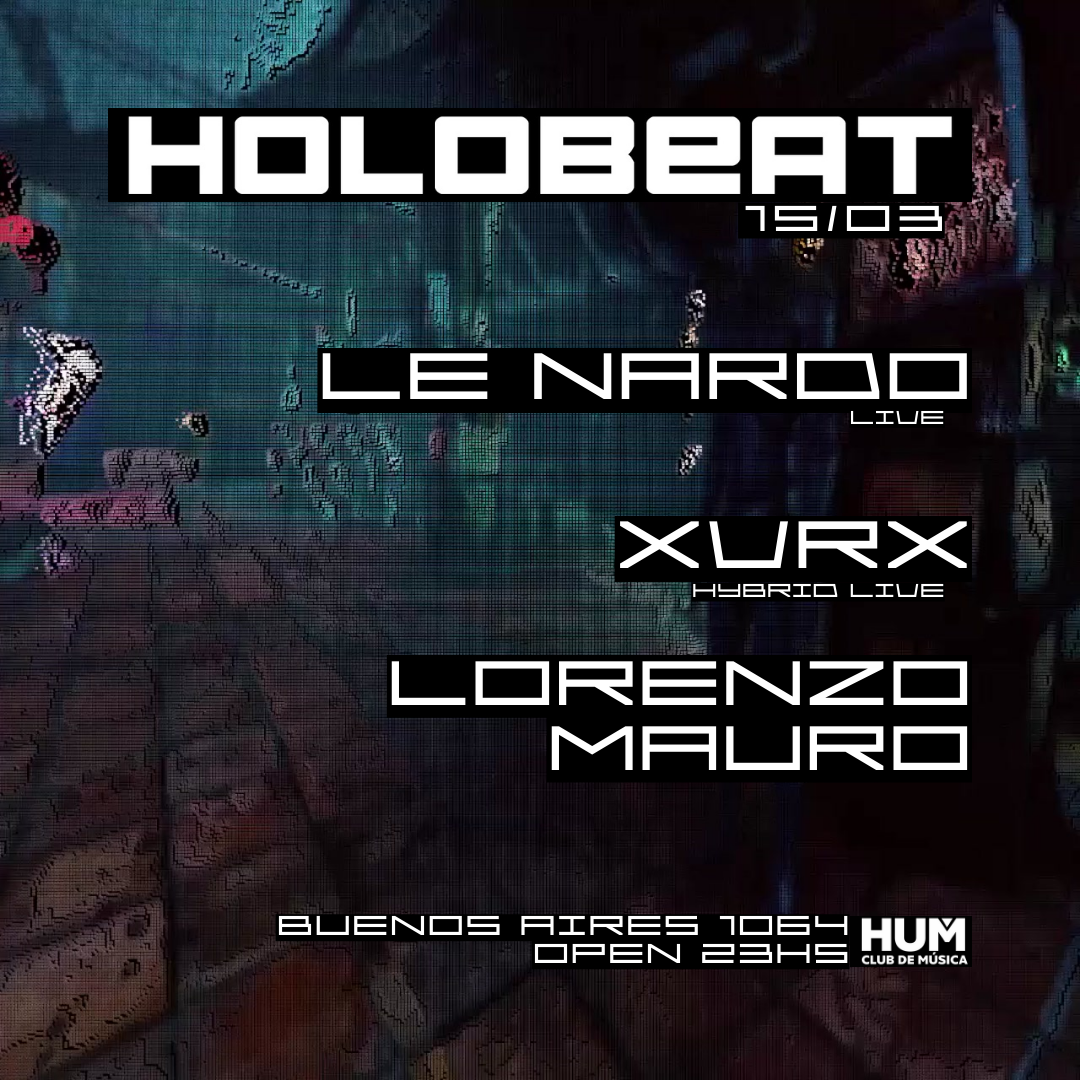 HOLOBEAT
15/03
LE NARDO
LIVE
XURX
HYBRID LIVE
LORENZO
MAURO
BUENOS AIRES 1064
OPEN 23HS
HUM
CLUB DE MÚSICA